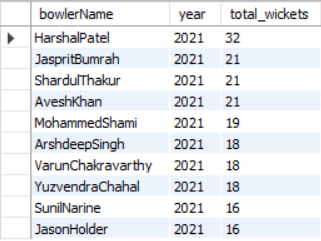 bowlerName year total_wickets
HarshalPatel 2021 32
JaspritBumrah 2021 21
ShardulThakur 2021 21
AveshKhan 2021 21
MohammedShami 2021 19
ArshdeepSingh 2021 18
VarunChakravarthy 2021 18
YuzvendraChahal 2021 18
SunilNarine 2021 16
JasonHolder 2021 16